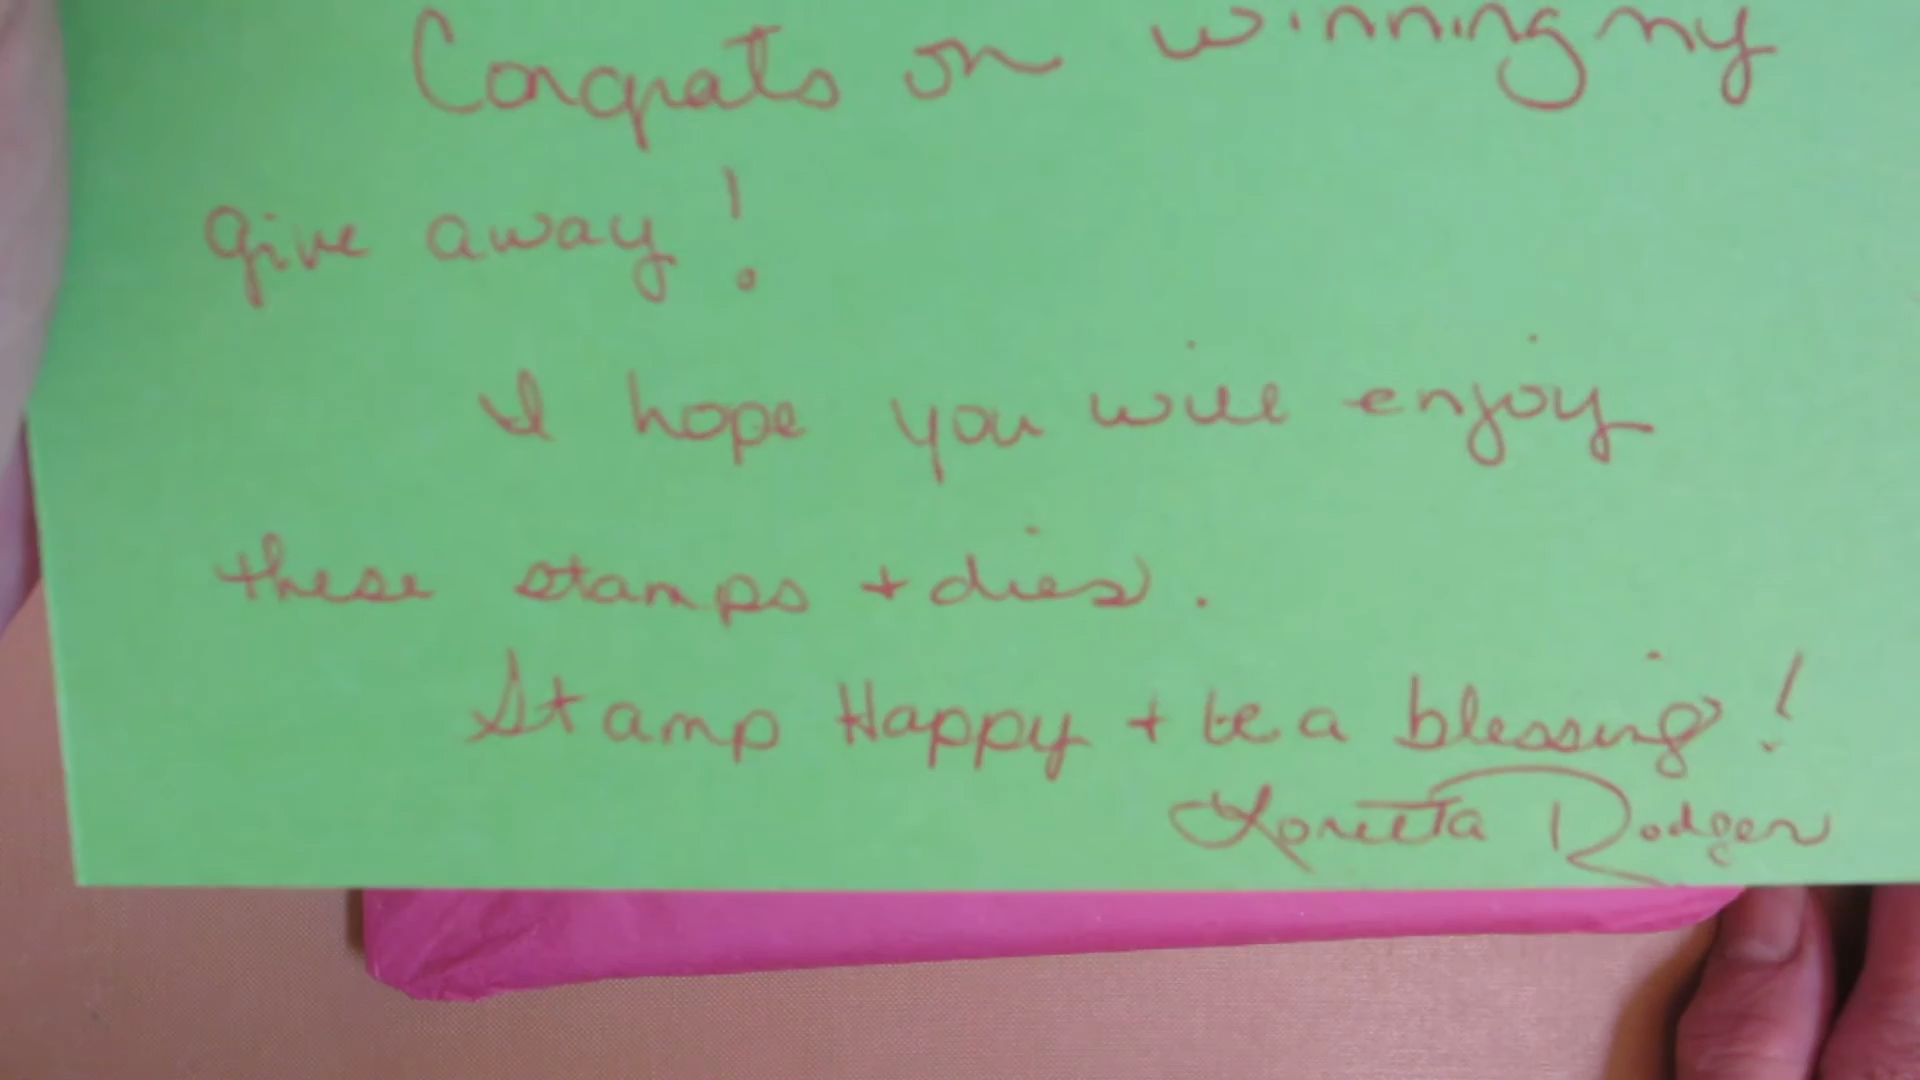 Congrats on winning my
give away!
I hope you will enjoy
these stamps + dies.
Stamp Happy + be a blessing!
Loretta Rodgers